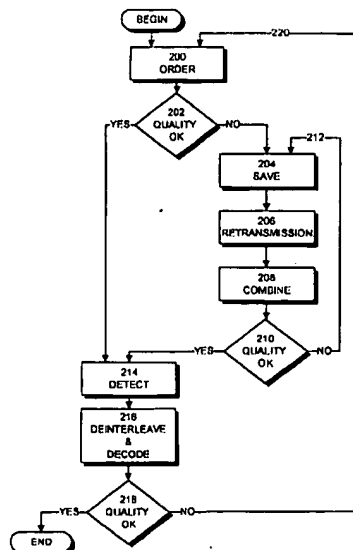 BEGIN
220
200
ORDER
202
QUALITY
OK
YES
NO
212
204
SAVE
206
RETRANSMISSION
208
COMBINE
210
QUALITY
OK
YES
NO
214
DETECT
216
DEINTERLEAVE
&
DECODE
218
QUALITY
OK
YES
NO
END